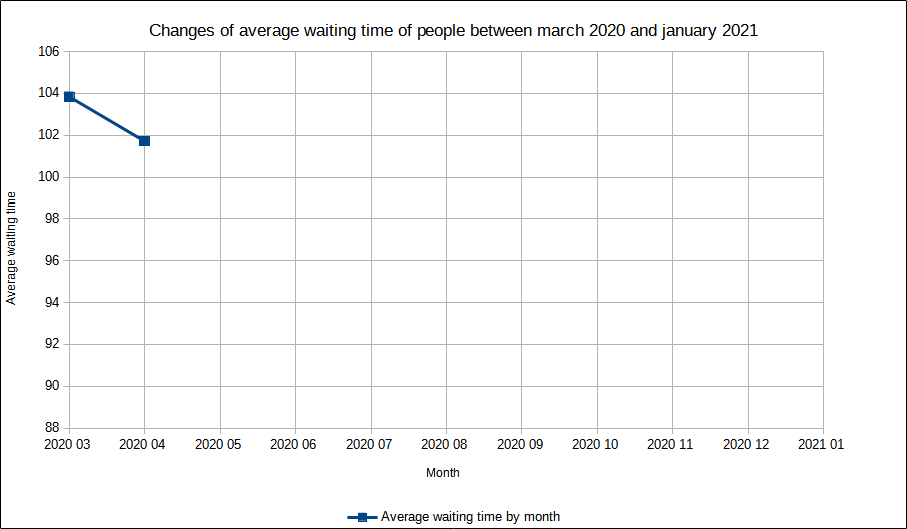 Changes of average waiting time of people between march 2020 and january 2021
106
104
102
100
98
96
94
92
90
88
Average waiting time
2020 03 2020 04 2020 05 2020 06 2020 07 2020 08 2020 09 2020 10 2020 11 2020 12 2021 01
Month
Average waiting time by month